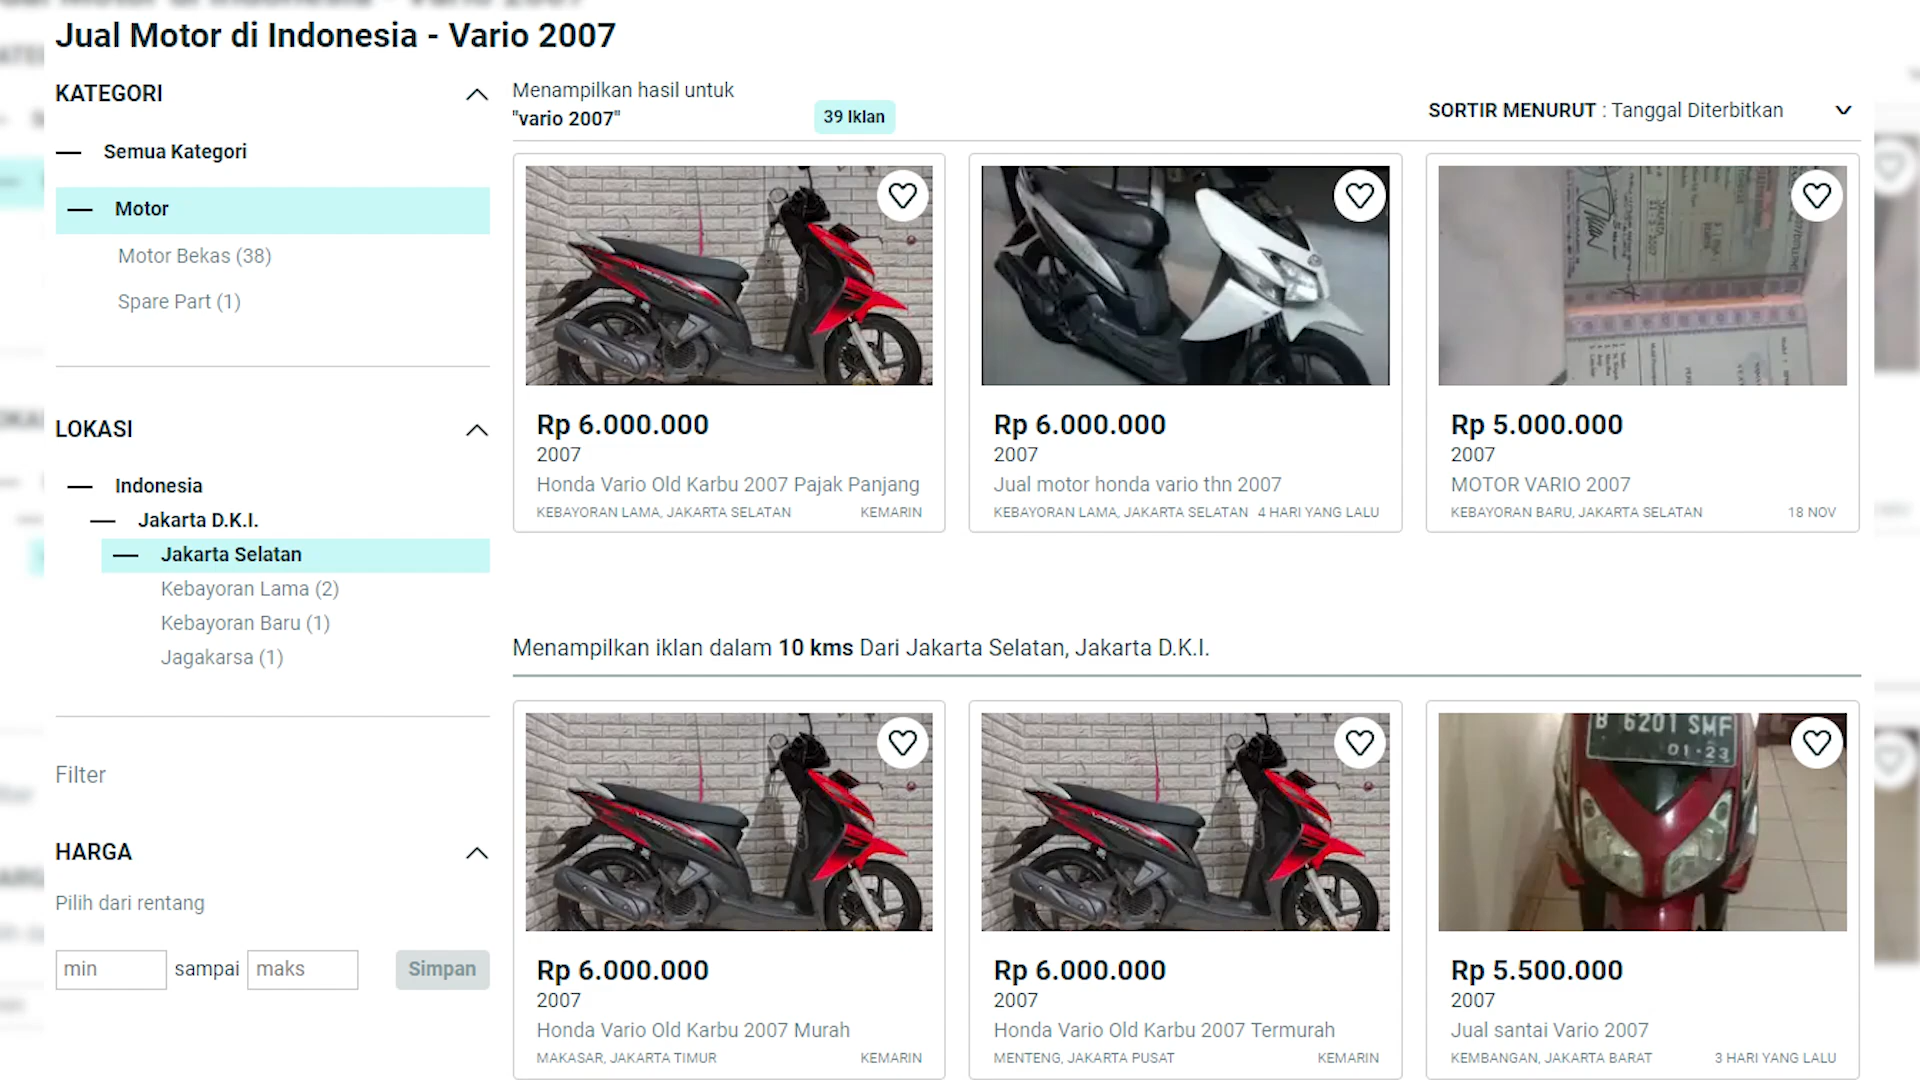 Jual Motor di Indonesia - Vario 2007
KATEGORI
Semua Kategori
Motor
Motor Bekas (38)
Spare Part (1)
LOKASI
Indonesia
Jakarta D.K.I.
Jakarta Selatan
Kebayoran Lama (2)
Kebayoran Baru (1)
Jagakarsa (1)
Filter
HARGA
Pilih dari rentang
min sampai maks Simpan
Menampilkan hasil untuk
"vario 2007"
39 Iklan
SORTIR MENURUT : Tanggal Diterbitkan
Rp 6.000.000
2007
Honda Vario Old Karbu 2007 Pajak Panjang
KEBAYORAN LAMA, JAKARTA SELATAN KEMARIN
Rp 6.000.000
2007
Jual motor honda vario thn 2007
KEBAYORAN LAMA, JAKARTA SELATAN 4 HARI YANG LALU
Rp 5.000.000
2007
MOTOR VARIO 2007
KEBAYORAN BARU, JAKARTA SELATAN 18 NOV
Menampilkan iklan dalam 10 kms Dari Jakarta Selatan, Jakarta D.K.I.
Rp 6.000.000
2007
Honda Vario Old Karbu 2007 Murah
MAKASAR, JAKARTA TIMUR KEMARIN
Rp 6.000.000
2007
Honda Vario Old Karbu 2007 Termurah
MENTENG, JAKARTA PUSAT KEMARIN
B 6201 SMF
01·23
Rp 5.500.000
2007
Jual santai Vario 2007
KEMBANGAN, JAKARTA BARAT 3 HARI YANG LALU